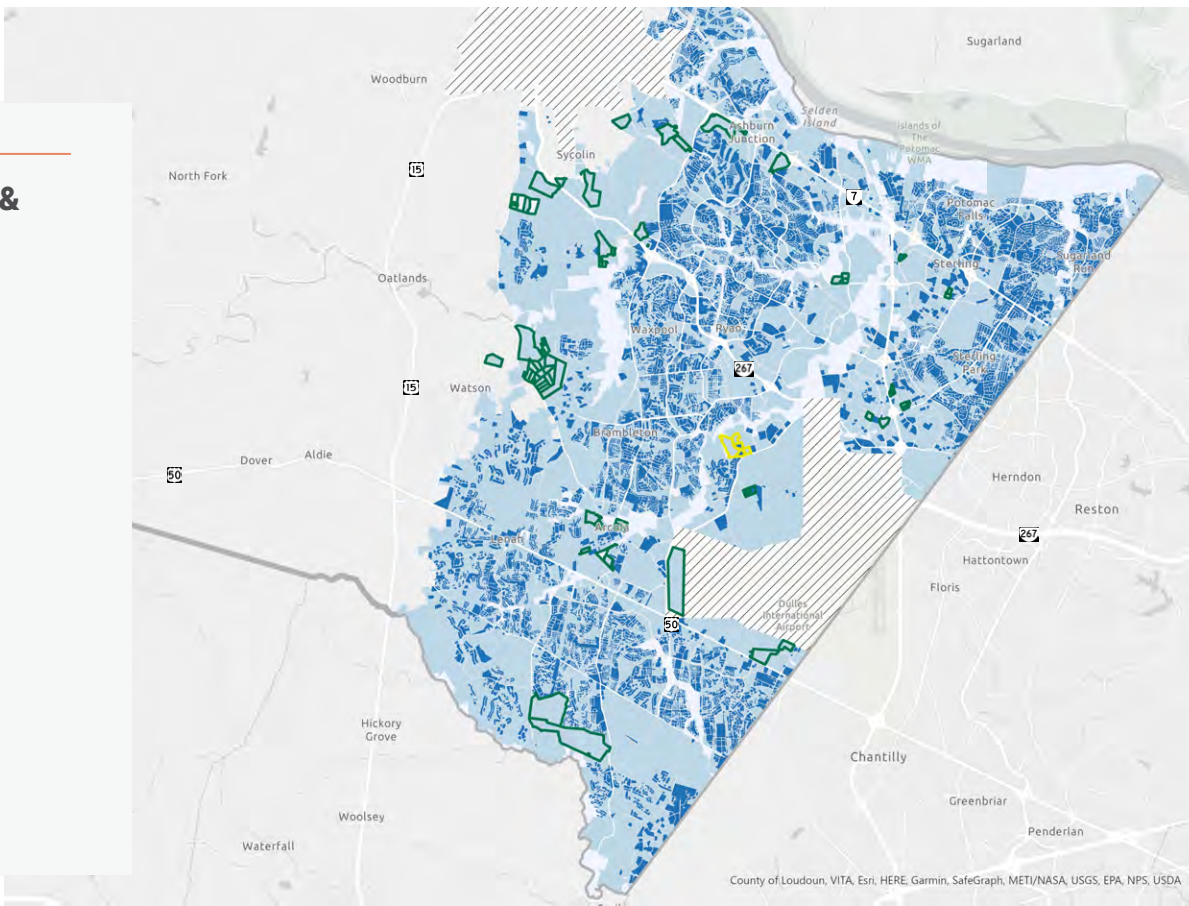 &
Sugarland
Woodburn
Selden
Island
Ashburn
Junction
Islands of
The
Potomac
WMA
Sycolin
15
North Fork
7
Potomac
Falls
Sugarland
Run
Sterling
Oatlands
Waxpool
Ryan
Sterling
Park
267
15
Watson
Brambleton
Dover
Aldie
50
Herndon
Reston
Arcola
Lenah
267
Hattontown
Floris
Dulles
International
Airport
50
Hickory
Grove
Chantilly
Greenbriar
Woolsey
Penderlan
Waterfall
County of Loudoun, VITA, Esri, HERE, Garmin, SafeGraph, METI/NASA, USGS, EPA, NPS, USDA